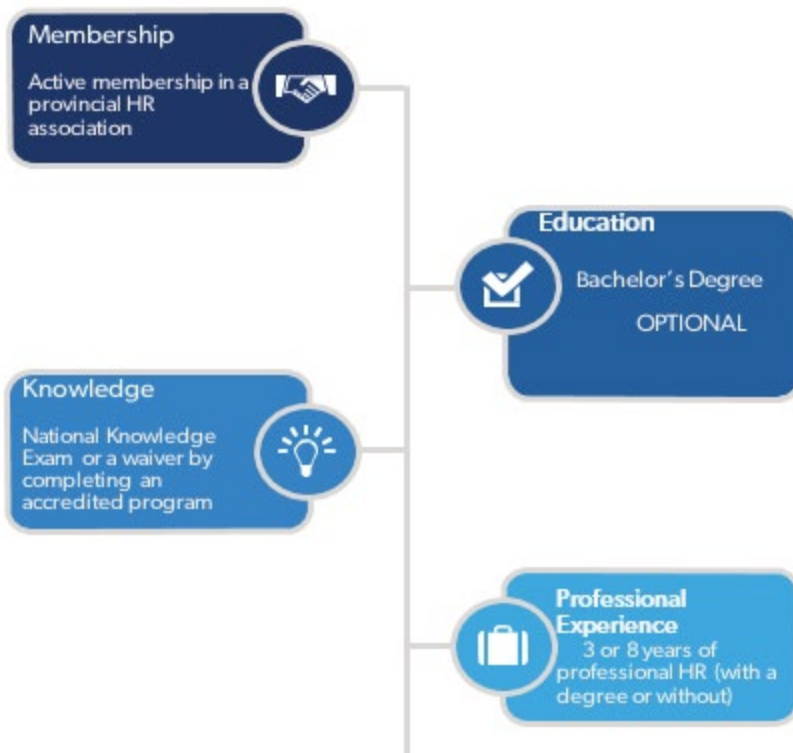 Membership
Active membership in a
provincial HR
association
Education
Bachelor´s Degree
OPTIONAL
Knowledge
National Knowledge
Exam or a waiver by
completing an
accredited program
Professional
Experience
3 or 8 years of
professional HR (with a
degree or without)